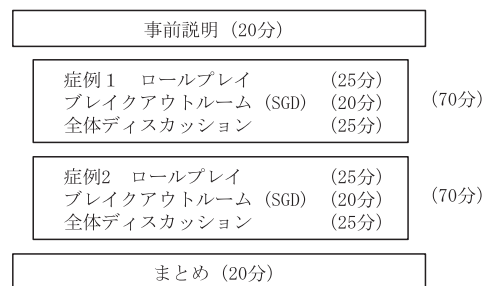 事前説明（20分）
症例１　ロールプレイ　（25分）
ブレイクアウトルーム（SGD）（20分）
全体ディスカッション　（25分）
（70分）
症例2　ロールプレイ　（25分）
ブレイクアウトルーム（SGD）（20分）
全体ディスカッション　（25分）
（70分）
まとめ（20分）